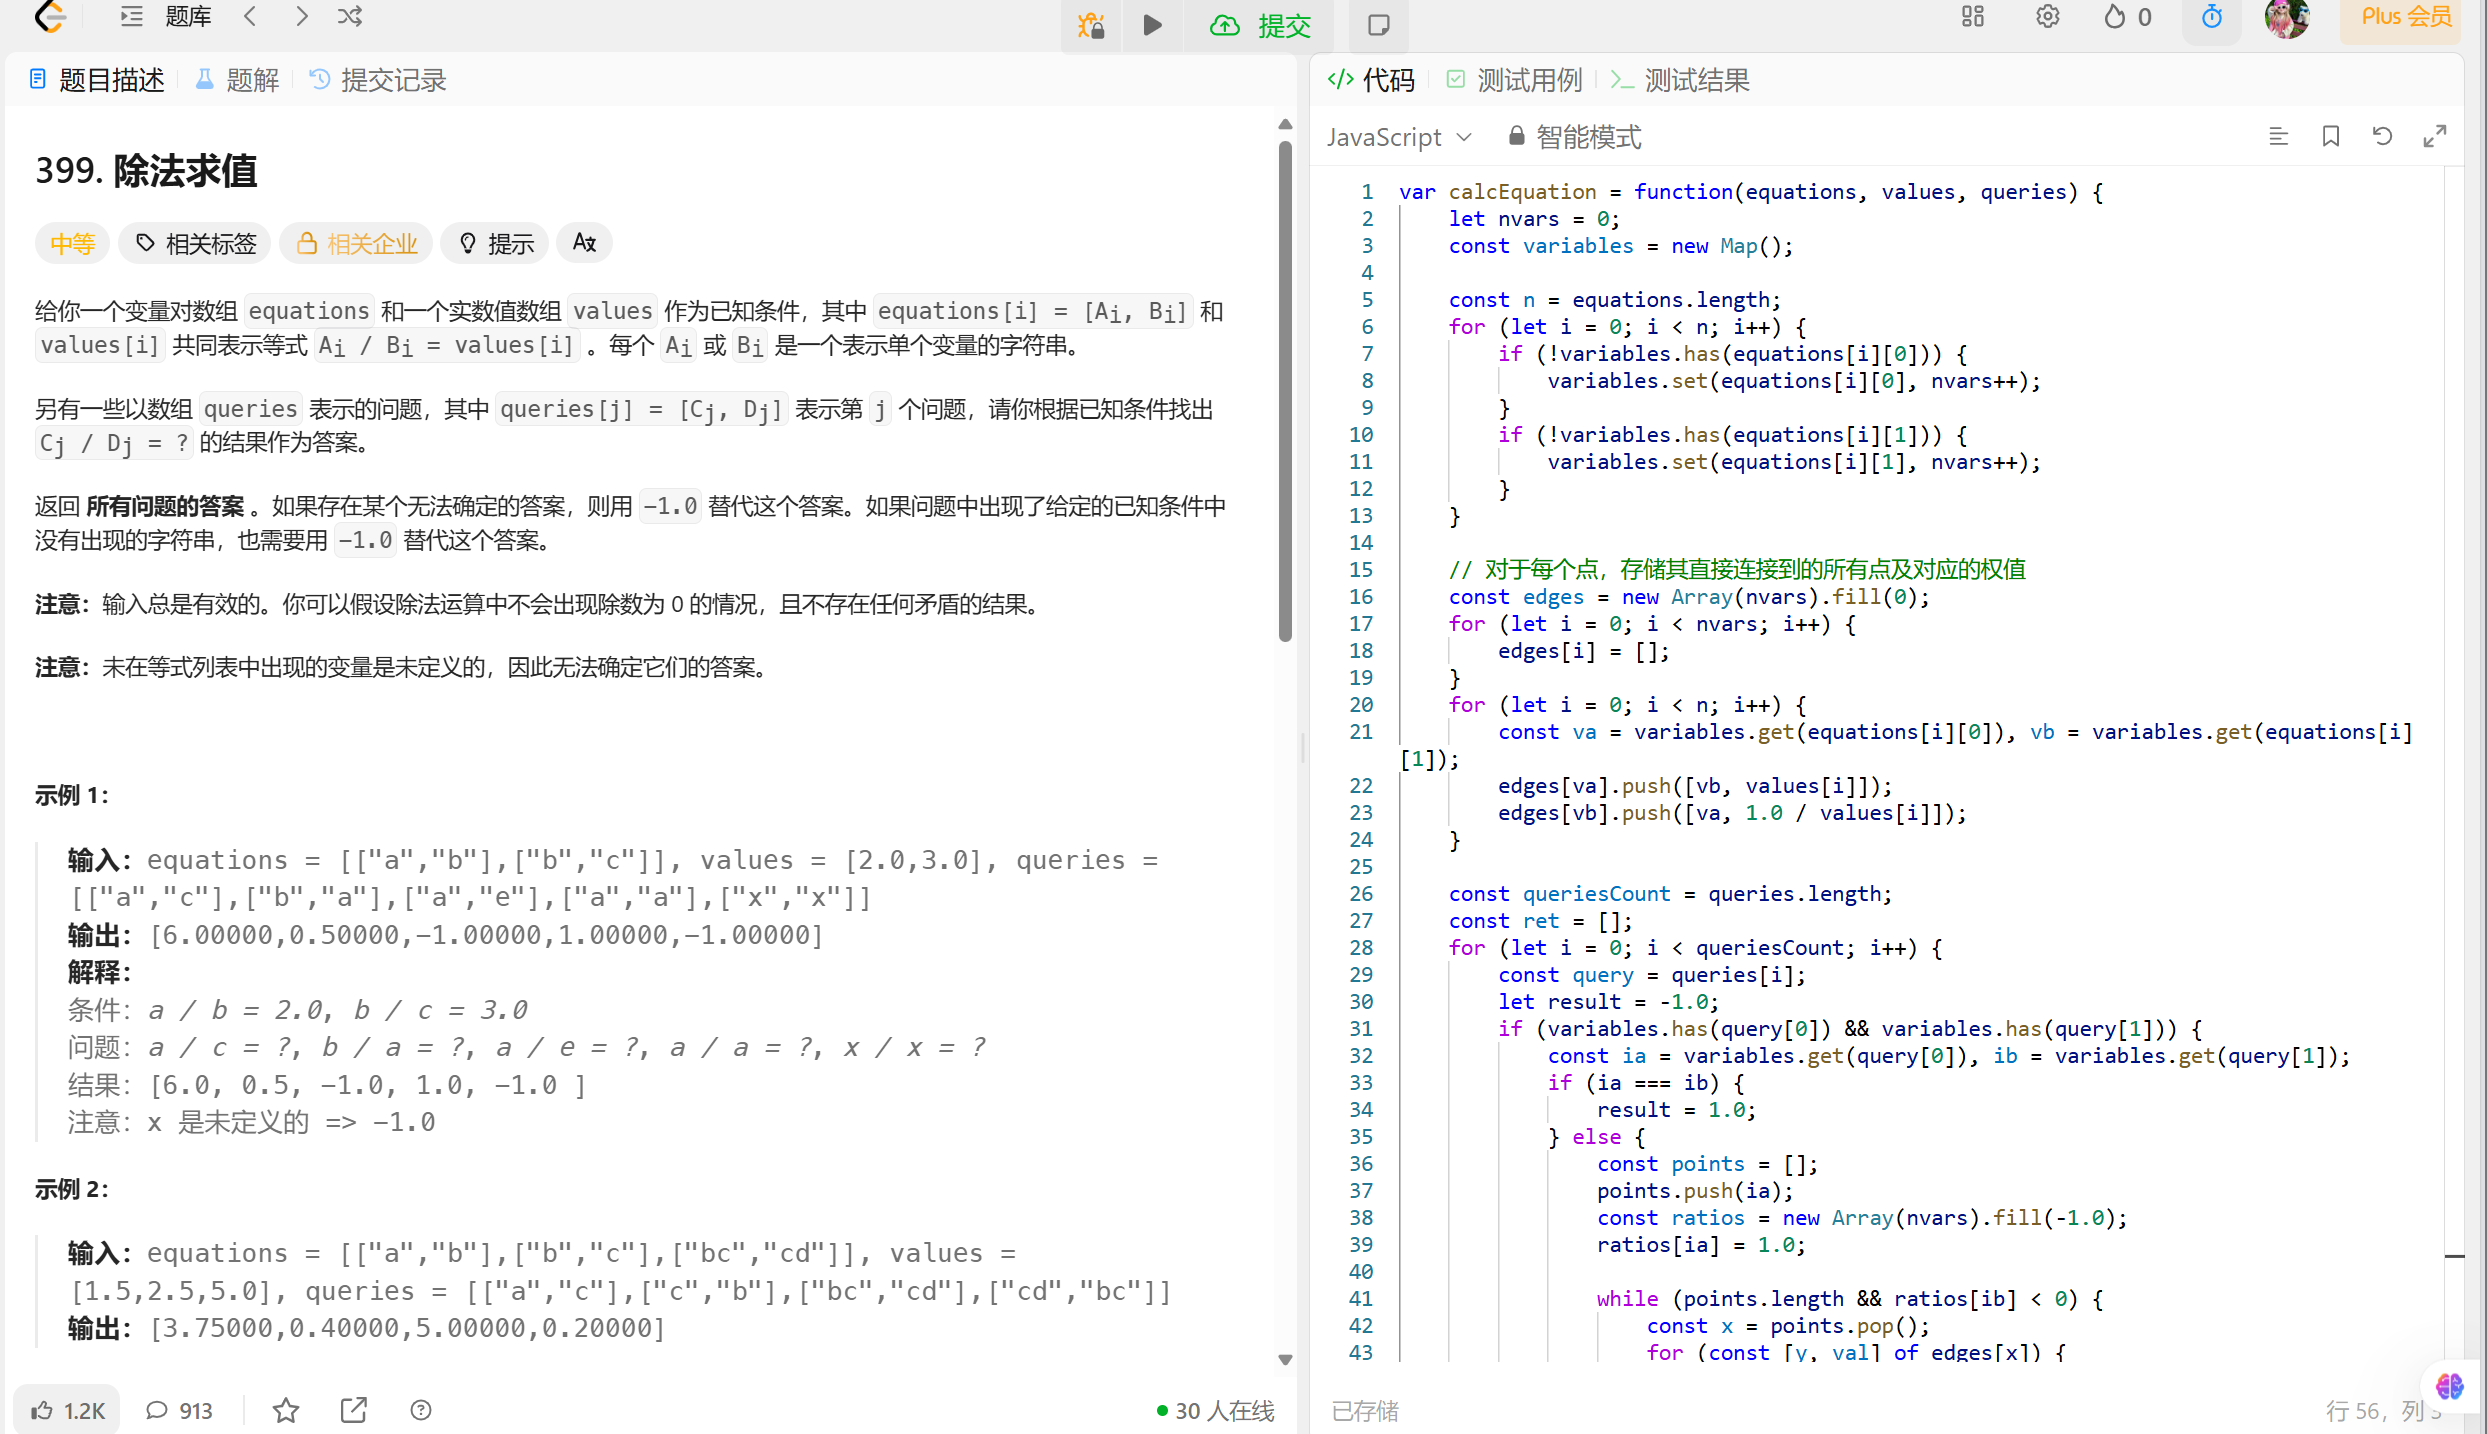 题库
提交
0
Plus 会员
题目描述
题解
提交记录
399. 除法求值
中等
相关标签
相关企业
提示
给你一个变量对数组 equations 和一个实数值数组 values 作为已知条件，其中 equations[i] = [Ai, Bi] 和
values[i] 共同表示等式 Ai / Bi = values[i] 。每个 Ai 或 Bi 是一个表示单个变量的字符串。
另有一些以数组 queries 表示的问题，其中 queries[j] = [Cj, Dj] 表示第 j 个问题，请你根据已知条件找出
Cj / Dj = ? 的结果作为答案。
返回 所有问题的答案 。如果存在某个无法确定的答案，则用 -1.0 替代这个答案。如果问题中出现了给定的已知条件中
没有出现的字符串，也需要用 -1.0 替代这个答案。
注意：输入总是有效的。你可以假设除法运算中不会出现除数为 0 的情况，且不存在任何矛盾的结果。
注意：未在等式列表中出现的变量是未定义的，因此无法确定它们的答案。
示例 1：
输入：equations = [["a","b"],["b","c"]], values = [2.0,3.0], queries =
[["a","c"],["b","a"],["a","e"],["a","a"],["x","x"]]
输出：[6.00000,0.50000,-1.00000,1.00000,-1.00000]
解释：
条件：a / b = 2.0, b / c = 3.0
问题：a / c = ?, b / a = ?, a / e = ?, a / a = ?, x / x = ?
结果：[6.0, 0.5, -1.0, 1.0, -1.0 ]
注意：x 是未定义的 => -1.0
示例 2：
输入：equations = [["a","b"],["b","c"],["bc","cd"]], values =
[1.5,2.5,5.0], queries = [["a","c"],["c","b"],["bc","cd"],["cd","bc"]]
输出：[3.75000,0.40000,5.00000,0.20000]
1.2K
913
30 人在线
代码
测试用例
测试结果
JavaScript
智能模式
1 var calcEquation = function(equations, values, queries) {
2     let nvars = 0;
3     const variables = new Map();
4
5     const n = equations.length;
6     for (let i = 0; i < n; i++) {
7         if (!variables.has(equations[i][0])) {
8             variables.set(equations[i][0], nvars++);
9         }
10         if (!variables.has(equations[i][1])) {
11             variables.set(equations[i][1], nvars++);
12         }
13     }
14
15     // 对于每个点，存储其直接连接到的所有点及对应的权值
16     const edges = new Array(nvars).fill(0);
17     for (let i = 0; i < nvars; i++) {
18         edges[i] = [];
19     }
20     for (let i = 0; i < n; i++) {
21         const va = variables.get(equations[i][0]), vb = variables.get(equations[i]
[1]);
22         edges[va].push([vb, values[i]]);
23         edges[vb].push([va, 1.0 / values[i]]);
24     }
25
26     const queriesCount = queries.length;
27     const ret = [];
28     for (let i = 0; i < queriesCount; i++) {
29         const query = queries[i];
30         let result = -1.0;
31         if (variables.has(query[0]) && variables.has(query[1])) {
32             const ia = variables.get(query[0]), ib = variables.get(query[1]);
33             if (ia === ib) {
34                 result = 1.0;
35             } else {
36                 const points = [];
37                 points.push(ia);
38                 const ratios = new Array(nvars).fill(-1.0);
39                 ratios[ia] = 1.0;
40
41                 while (points.length && ratios[ib] < 0) {
42                     const x = points.pop();
43                     for (const [y, val] of edges[x]) {
已存储
行 56，列 3